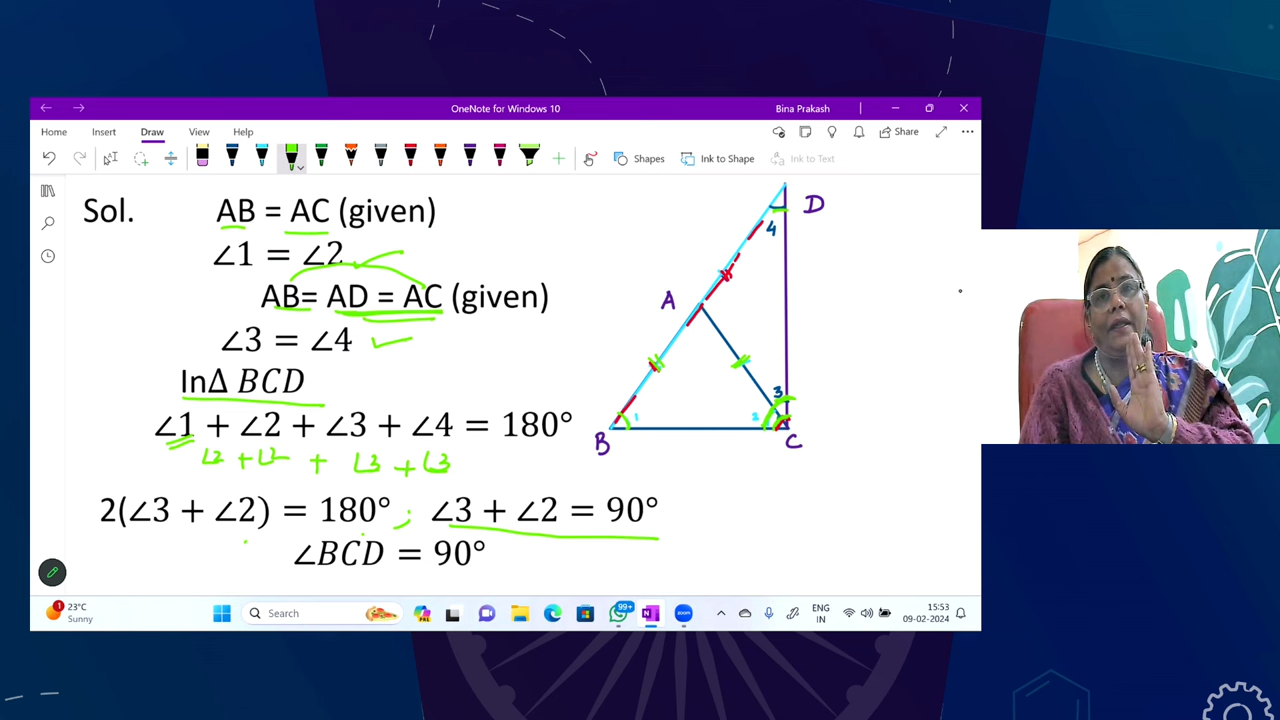 OneNote for Windows 10
Bina Prakash
Home Insert Draw View Help
Share
Shapes
Ink to Shape
Ink to Text
Sol. AB = AC (given)
∠1 = ∠2
AB= AD = AC (given)
∠3 = ∠4
In∆ BCD
∠1 + ∠2 + ∠3 + ∠4 = 180°
∠2 + ∠2 + ∠3 + ∠3
2(∠3 + ∠2) = 180° ; ∠3 + ∠2 = 90°
∠BCD = 90°
D
4
A
3
1 2
B C
1
23°C
Sunny
Search
PRE
99+
ENG
IN
15:53
09-02-2024